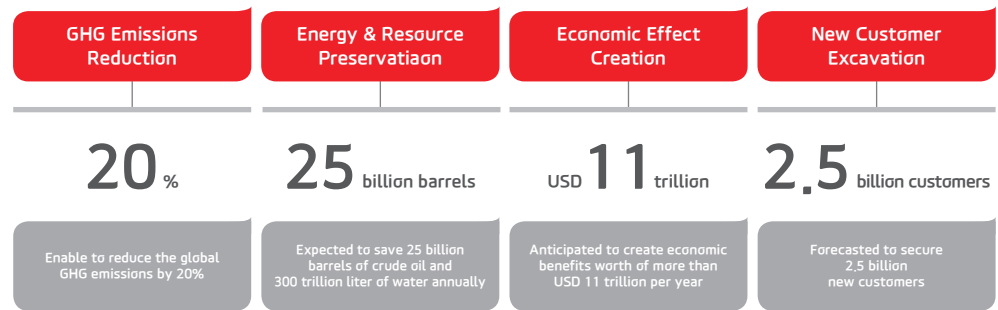 GHG Emissions
Reduction
20 %
Enable to reduce the global
GHG emissions by 20%
Energy & Resource
Preservatiaon
25 billion barrels
Expected to save 25 billion
barrels of crude oil and
300 trillion liter of water annually
Economic Effect
Creation
USD 11 trillion
Anticipated to create economic
benefits worth of more than
USD 11 trillion per year
New Customer
Excavation
2.5 billion customers
Forecasted to secure
2.5 billion
new customers